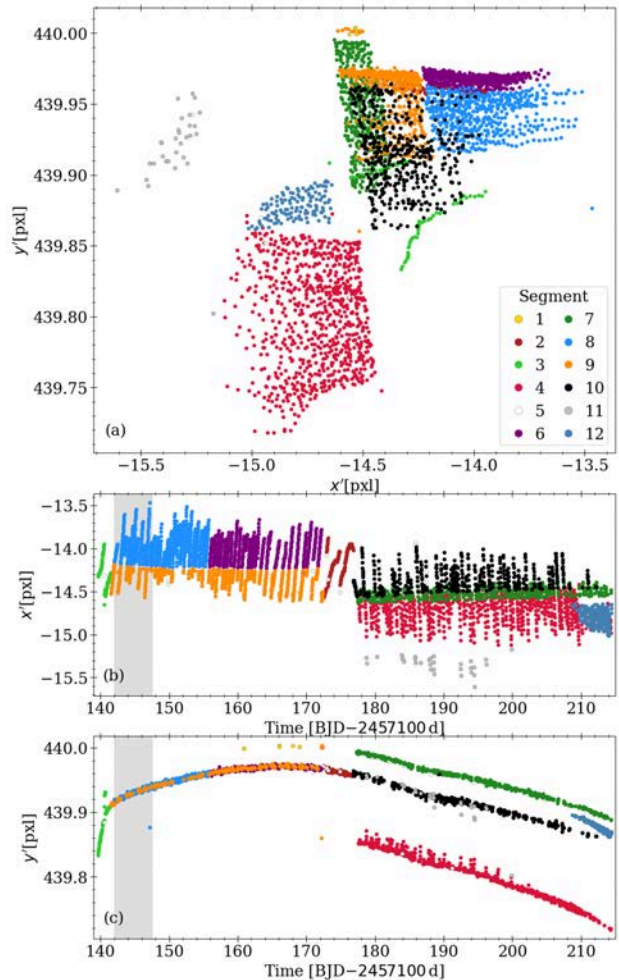 440.00
439.95
439.90
439.85
439.80
439.75
y′[pxl]
(a)
Segment
1 7
2 8
3 9
4 10
5 11
6 12
−15.5 −15.0 −14.5 −14.0 −13.5
x′[pxl]
−13.5
−14.0
−14.5
−15.0
−15.5
x′[pxl]
(b)
140 150 160 170 180 190 200 210
Time [BJD−2457100 d]
440.0
439.9
439.8
y′[pxl]
(c)
140 150 160 170 180 190 200 210
Time [BJD−2457100 d]